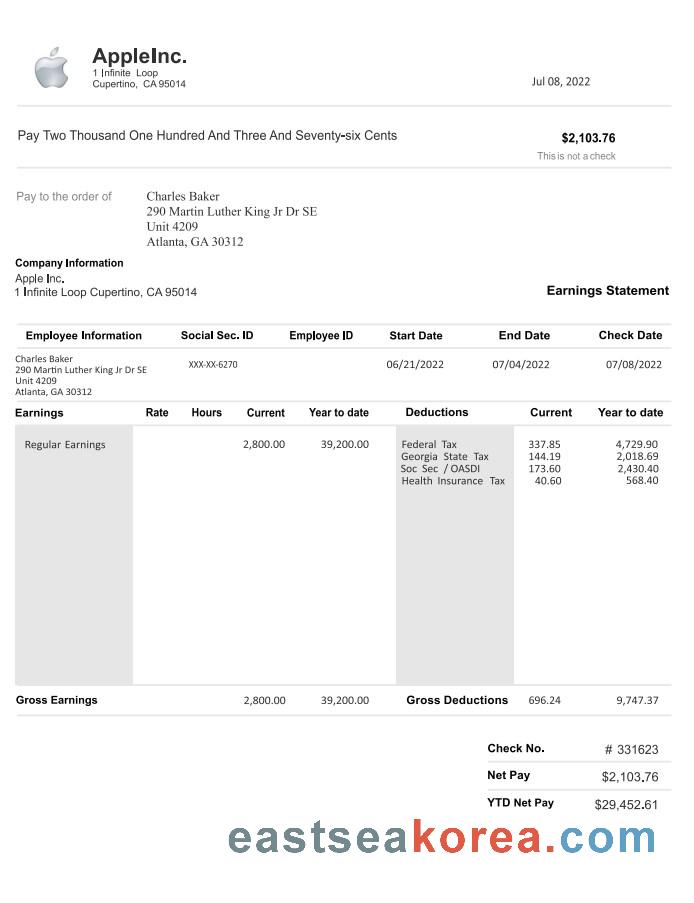 AppleInc.
1 Infinite Loop
Cupertino, CA 95014
Jul 08, 2022
Pay Two Thousand One Hundred And Three And Seventy-six Cents
$2,103.76
This is not a check
Pay to the order of
Charles Baker
290 Martin Luther King Jr Dr SE
Unit 4209
Atlanta, GA 30312
Company Information
Apple Inc.
1 Infinite Loop Cupertino, CA 95014
Earnings Statement
Employee Information Social Sec. ID Employee ID Start Date End Date Check Date
Charles Baker
290 Martin Luther King Jr Dr SE
Unit 4209
Atlanta, GA 30312
XXX-XX-6270 06/21/2022 07/04/2022 07/08/2022
Earnings Rate Hours Current Year to date Deductions Current Year to date
Regular Earnings 2,800.00 39,200.00 Federal Tax 337.85 4,729.90
Georgia State Tax 144.19 2,018.69
Soc Sec / OASDI 173.60 2,430.40
Health Insurance Tax 40.60 568.40
Gross Earnings 2,800.00 39,200.00 Gross Deductions 696.24 9,747.37
Check No. # 331623
Net Pay $2,103.76
YTD Net Pay $29,452.61
eastseakorea.com